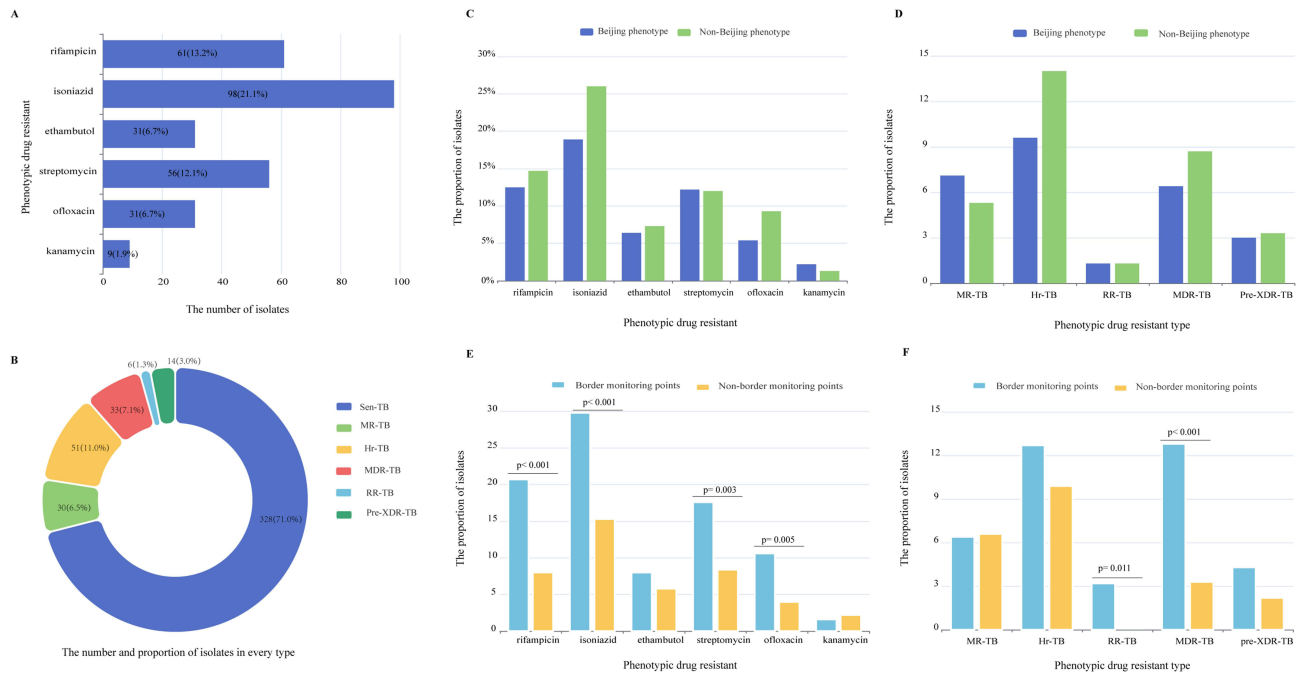 A
Phenotypic drug resistant
rifampicin
61(13.2%)
isoniazid
98(21.1%)
ethambutol
31(6.7%)
streptomycin
56(12.1%)
ofloxacin
31(6.7%)
kanamycin
9(1.9%)
0 20 40 60 80 100
The number of isolates
B
6(1.3%)
14(3.0%)
33(7.1%)
51(11.0%)
30(6.5%)
328(71.0%)
Sen-TB
MR-TB
Hr-TB
MDR-TB
RR-TB
Pre-XDR-TB
The number and proportion of isolates in every type
C
Beijing phenotype Non-Beijing phenotype
The proportion of isolates
30%
25%
20%
15%
10%
5%
0%
rifampicin isoniazid ethambutol streptomycin ofloxacin kanamycin
Phenotypic drug resistant
D
Beijing phenotype Non-Beijing phenotype
The proportion of isolates
15
12
9
6
3
0
MR-TB Hr-TB RR-TB MDR-TB Pre-XDR-TB
Phenotypic drug resistant type
E
Border monitoring points Non-border monitoring points
The proportion of isolates
30
25
20
15
10
5
0
p< 0.001
p< 0.001
p= 0.003
p= 0.005
rifampicin isoniazid ethambutol streptomycin ofloxacin kanamycin
Phenotypic drug resistant
F
Border monitoring points Non-border monitoring points
The proportion of isolates
15
12
9
6
3
0
p= 0.011
p< 0.001
MR-TB Hr-TB RR-TB MDR-TB pre-XDR-TB
Phenotypic drug resistant type